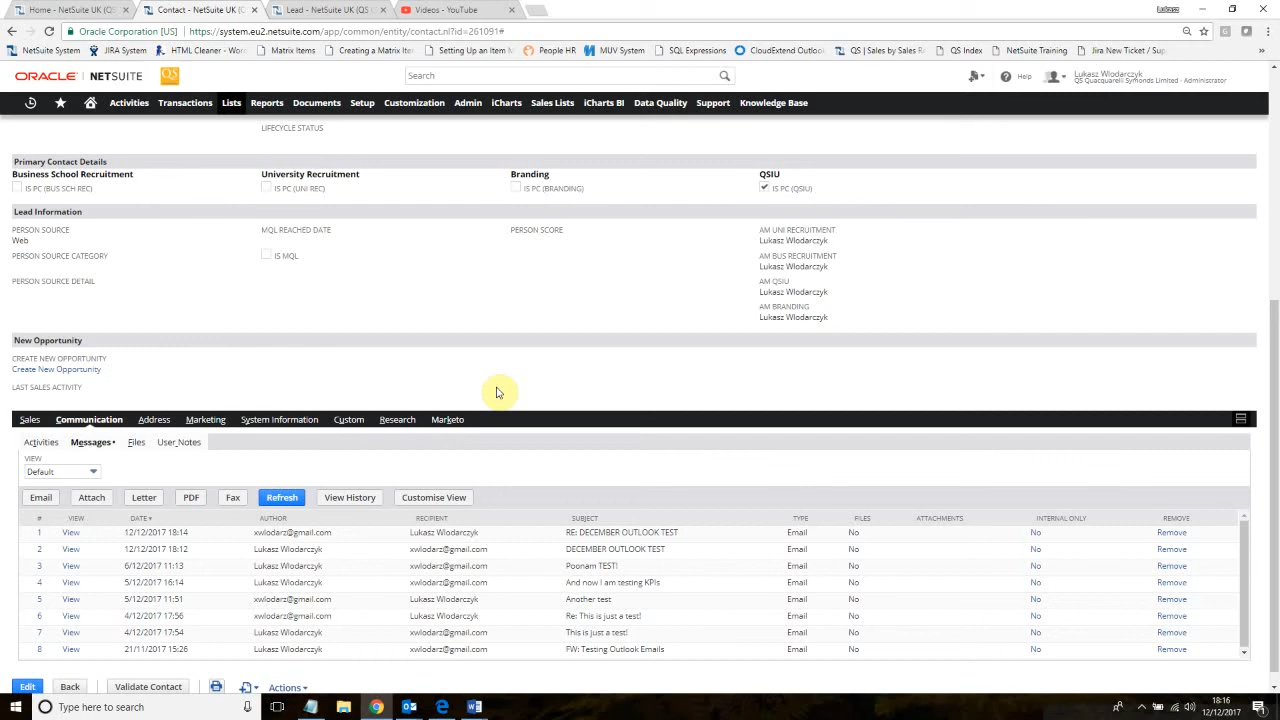 Home - NetSuite UK (QS
Contact - NetSuite UK (Q
Lead - NetSuite UK (QS Q
Videos - YouTube
Lukasz
Oracle Corporation [US]
https://system.eu2.netsuite.com/app/common/entity/contact.nl?id=261091#
NetSuite System
JIRA System
HTML Cleaner - Word
Matrix Items
Creating a Matrix Item
Setting Up an Item
People HR
MUV System
SQL Expressions
CloudExtend Outlook
QS | Sales by Sales R
QS Index
NetSuite Training
Jira New Ticket / Sup
ORACLE NETSUITE QS
Search
Help
Lukasz Wlodarczyk
QS Quacquarelli Symonds Limited - Administrator
Activities Transactions Lists Reports Documents Setup Customization Admin iCharts Sales Lists iCharts BI Data Quality Support Knowledge Base
LIFECYCLE STATUS
Primary Contact Details
Business School Recruitment University Recruitment Branding QSIU
IS PC (BUS SCH REC) IS PC (UNI REC) IS PC (BRANDING) IS PC (QSIU)
Lead Information
PERSON SOURCE MQL REACHED DATE PERSON SCORE AM UNI RECRUITMENT
Web Lukasz Wlodarczyk
PERSON SOURCE CATEGORY IS MQL AM BUS RECRUITMENT
Lukasz Wlodarczyk
PERSON SOURCE DETAIL AM QSIU
Lukasz Wlodarczyk
AM BRANDING
Lukasz Wlodarczyk
New Opportunity
CREATE NEW OPPORTUNITY
Create New Opportunity
LAST SALES ACTIVITY
Sales Communication Address Marketing System Information Custom Research Marketo
Activities Messages • Files User Notes
VIEW
Default
Email Attach Letter PDF Fax Refresh View History Customise View
# VIEW DATE AUTHOR RECIPIENT SUBJECT TYPE FILES ATTACHMENTS INTERNAL ONLY REMOVE
1 View 12/12/2017 18:14 xwlodarz@gmail.com Lukasz Wlodarczyk RE: DECEMBER OUTLOOK TEST Email No No Remove
2 View 12/12/2017 18:12 Lukasz Wlodarczyk xwlodarz@gmail.com DECEMBER OUTLOOK TEST Email No No Remove
3 View 6/12/2017 11:13 Lukasz Wlodarczyk xwlodarz@gmail.com Poonam TEST! Email No No Remove
4 View 5/12/2017 16:14 Lukasz Wlodarczyk xwlodarz@gmail.com And now I am testing KPIs Email No No Remove
5 View 5/12/2017 11:51 xwlodarz@gmail.com Lukasz Wlodarczyk Another test Email No No Remove
6 View 4/12/2017 17:56 xwlodarz@gmail.com Lukasz Wlodarczyk Re: This is just a test! Email No No Remove
7 View 4/12/2017 17:54 Lukasz Wlodarczyk xwlodarz@gmail.com This is just a test! Email No No Remove
8 View 21/11/2017 15:26 Lukasz Wlodarczyk xwlodarz@gmail.com FW: Testing Outlook Emails Email No No Remove
Edit Back Validate Contact Actions
Type here to search
18:16
12/12/2017